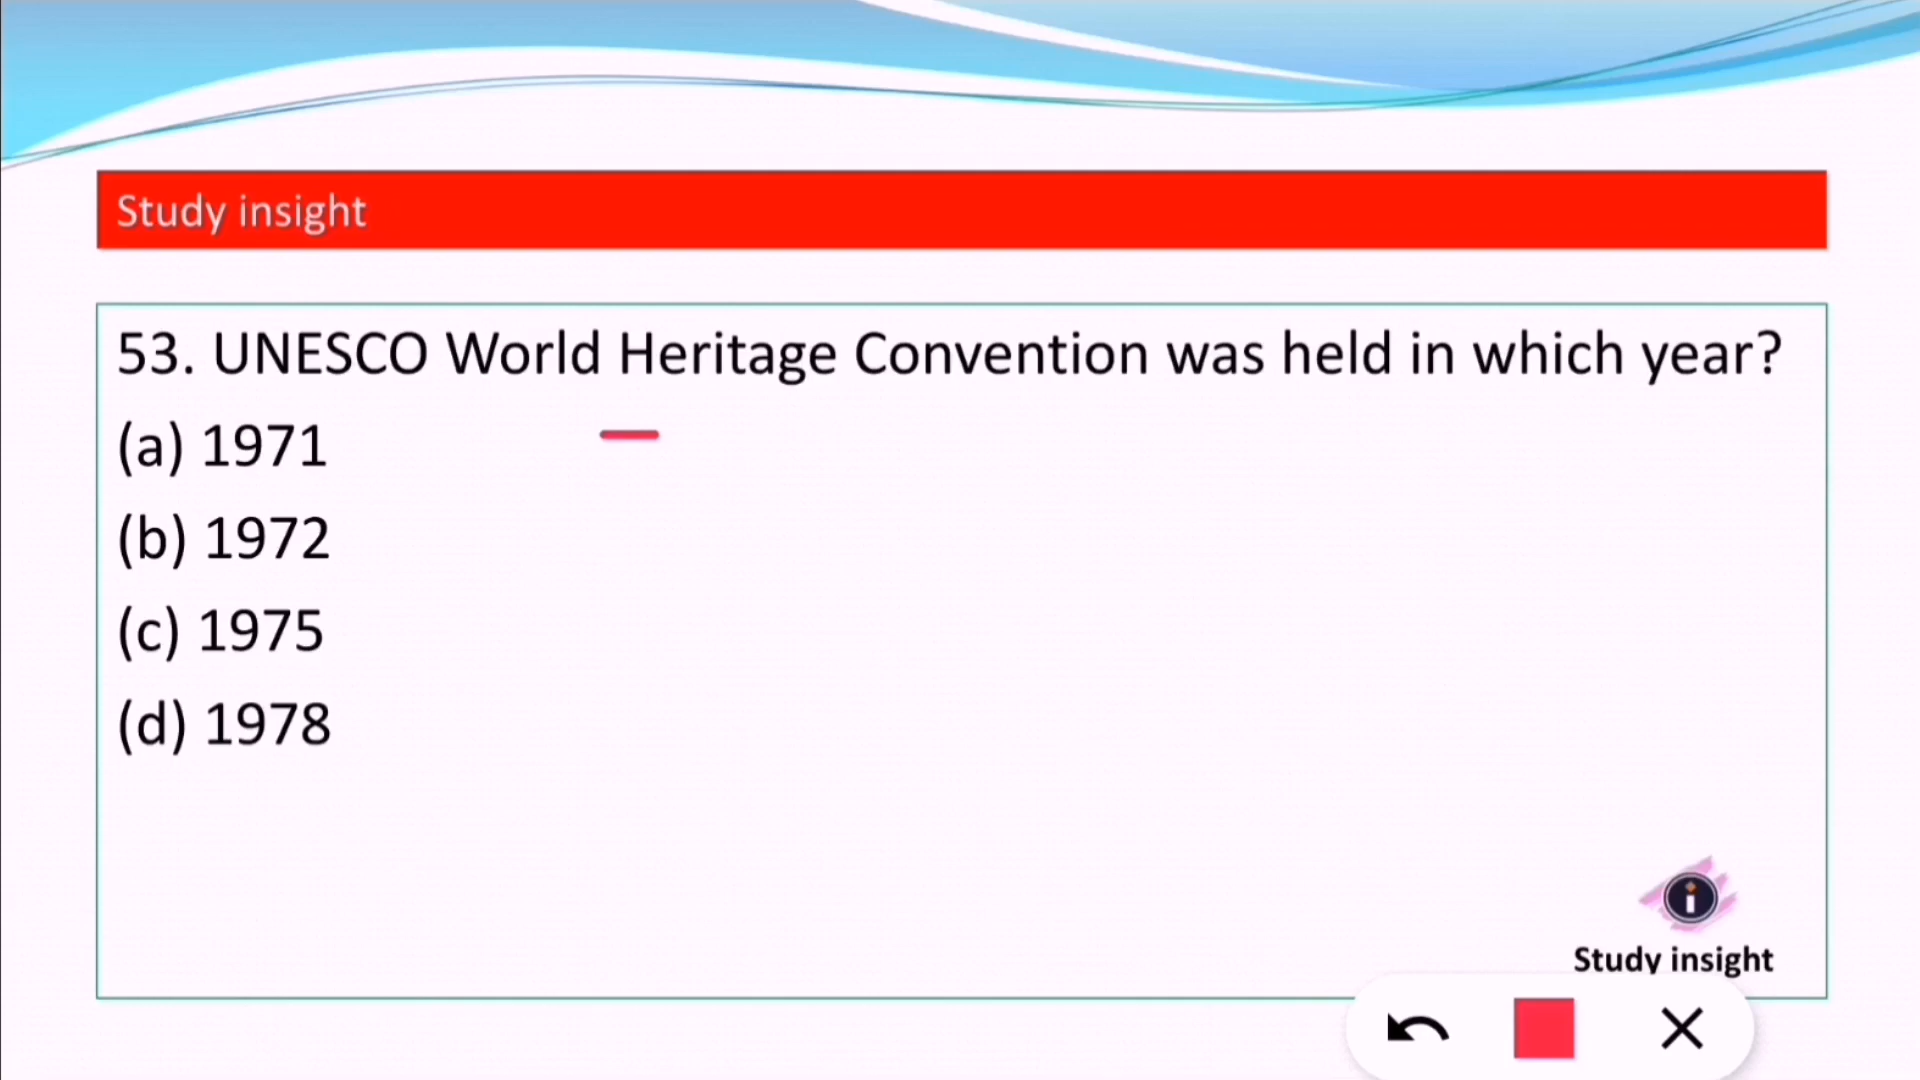 Study insight
53. UNESCO World Heritage Convention was held in which year?
(a) 1971
(b) 1972
(c) 1975
(d) 1978
Study insight